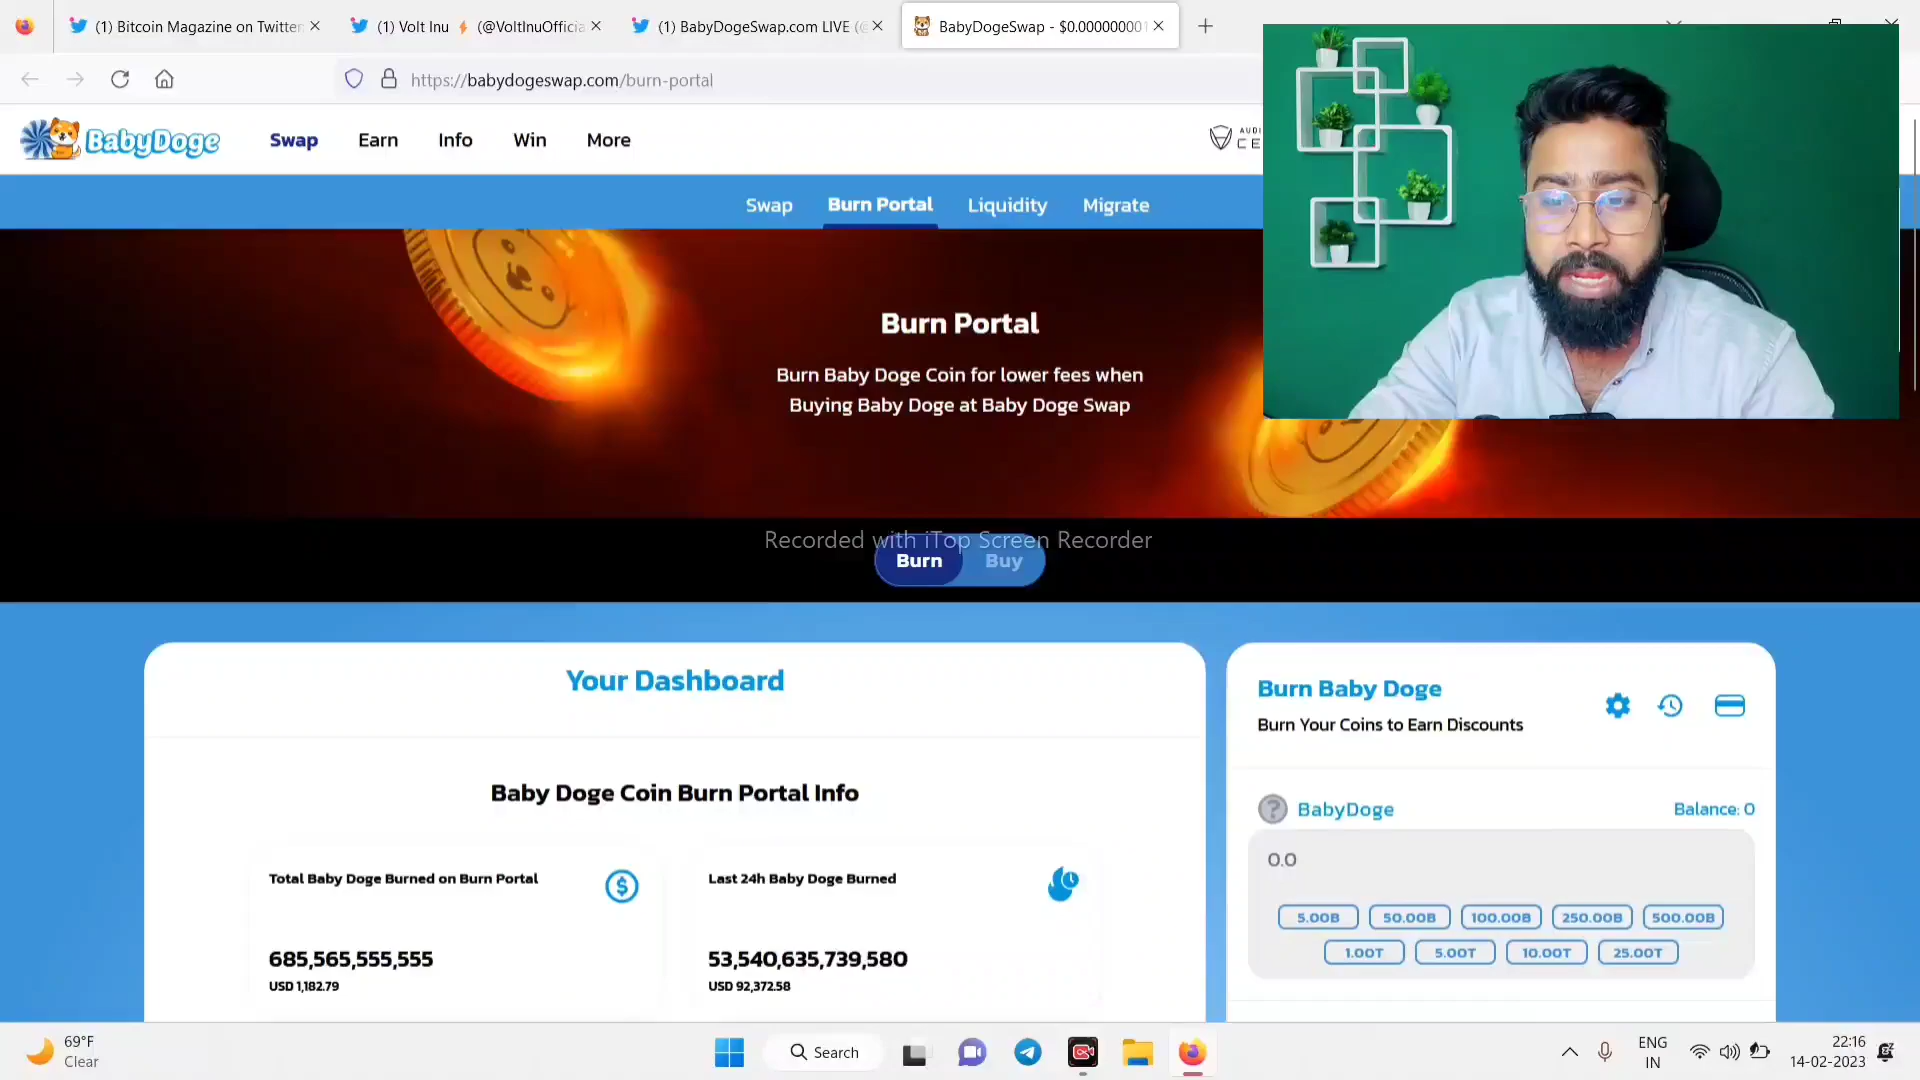 (1) Bitcoin Magazine on Twitter
(1) Volt Inu ⚡ (@VoltInuOfficia
(1) BabyDogeSwap.com LIVE (@
BabyDogeSwap - $0.000000001
https://babydogeswap.com/burn-portal
BabyDoge
Swap
Earn
Info
Win
More
Swap
Burn Portal
Liquidity
Migrate
Burn Portal
Burn Baby Doge Coin for lower fees when
Buying Baby Doge at Baby Doge Swap
Recorded with iTop Screen Recorder
Burn
Buy
Your Dashboard
Baby Doge Coin Burn Portal Info
Total Baby Doge Burned on Burn Portal
685,565,555,555
USD 1,182.79
Last 24h Baby Doge Burned
53,540,635,739,580
USD 92,372.58
Burn Baby Doge
Burn Your Coins to Earn Discounts
BabyDoge
Balance: 0
0.0
5.00B 50.00B 100.00B 250.00B 500.00B
1.00T 5.00T 10.00T 25.00T
69°F
Clear
Search
ENG
IN
22:16
14-02-2023